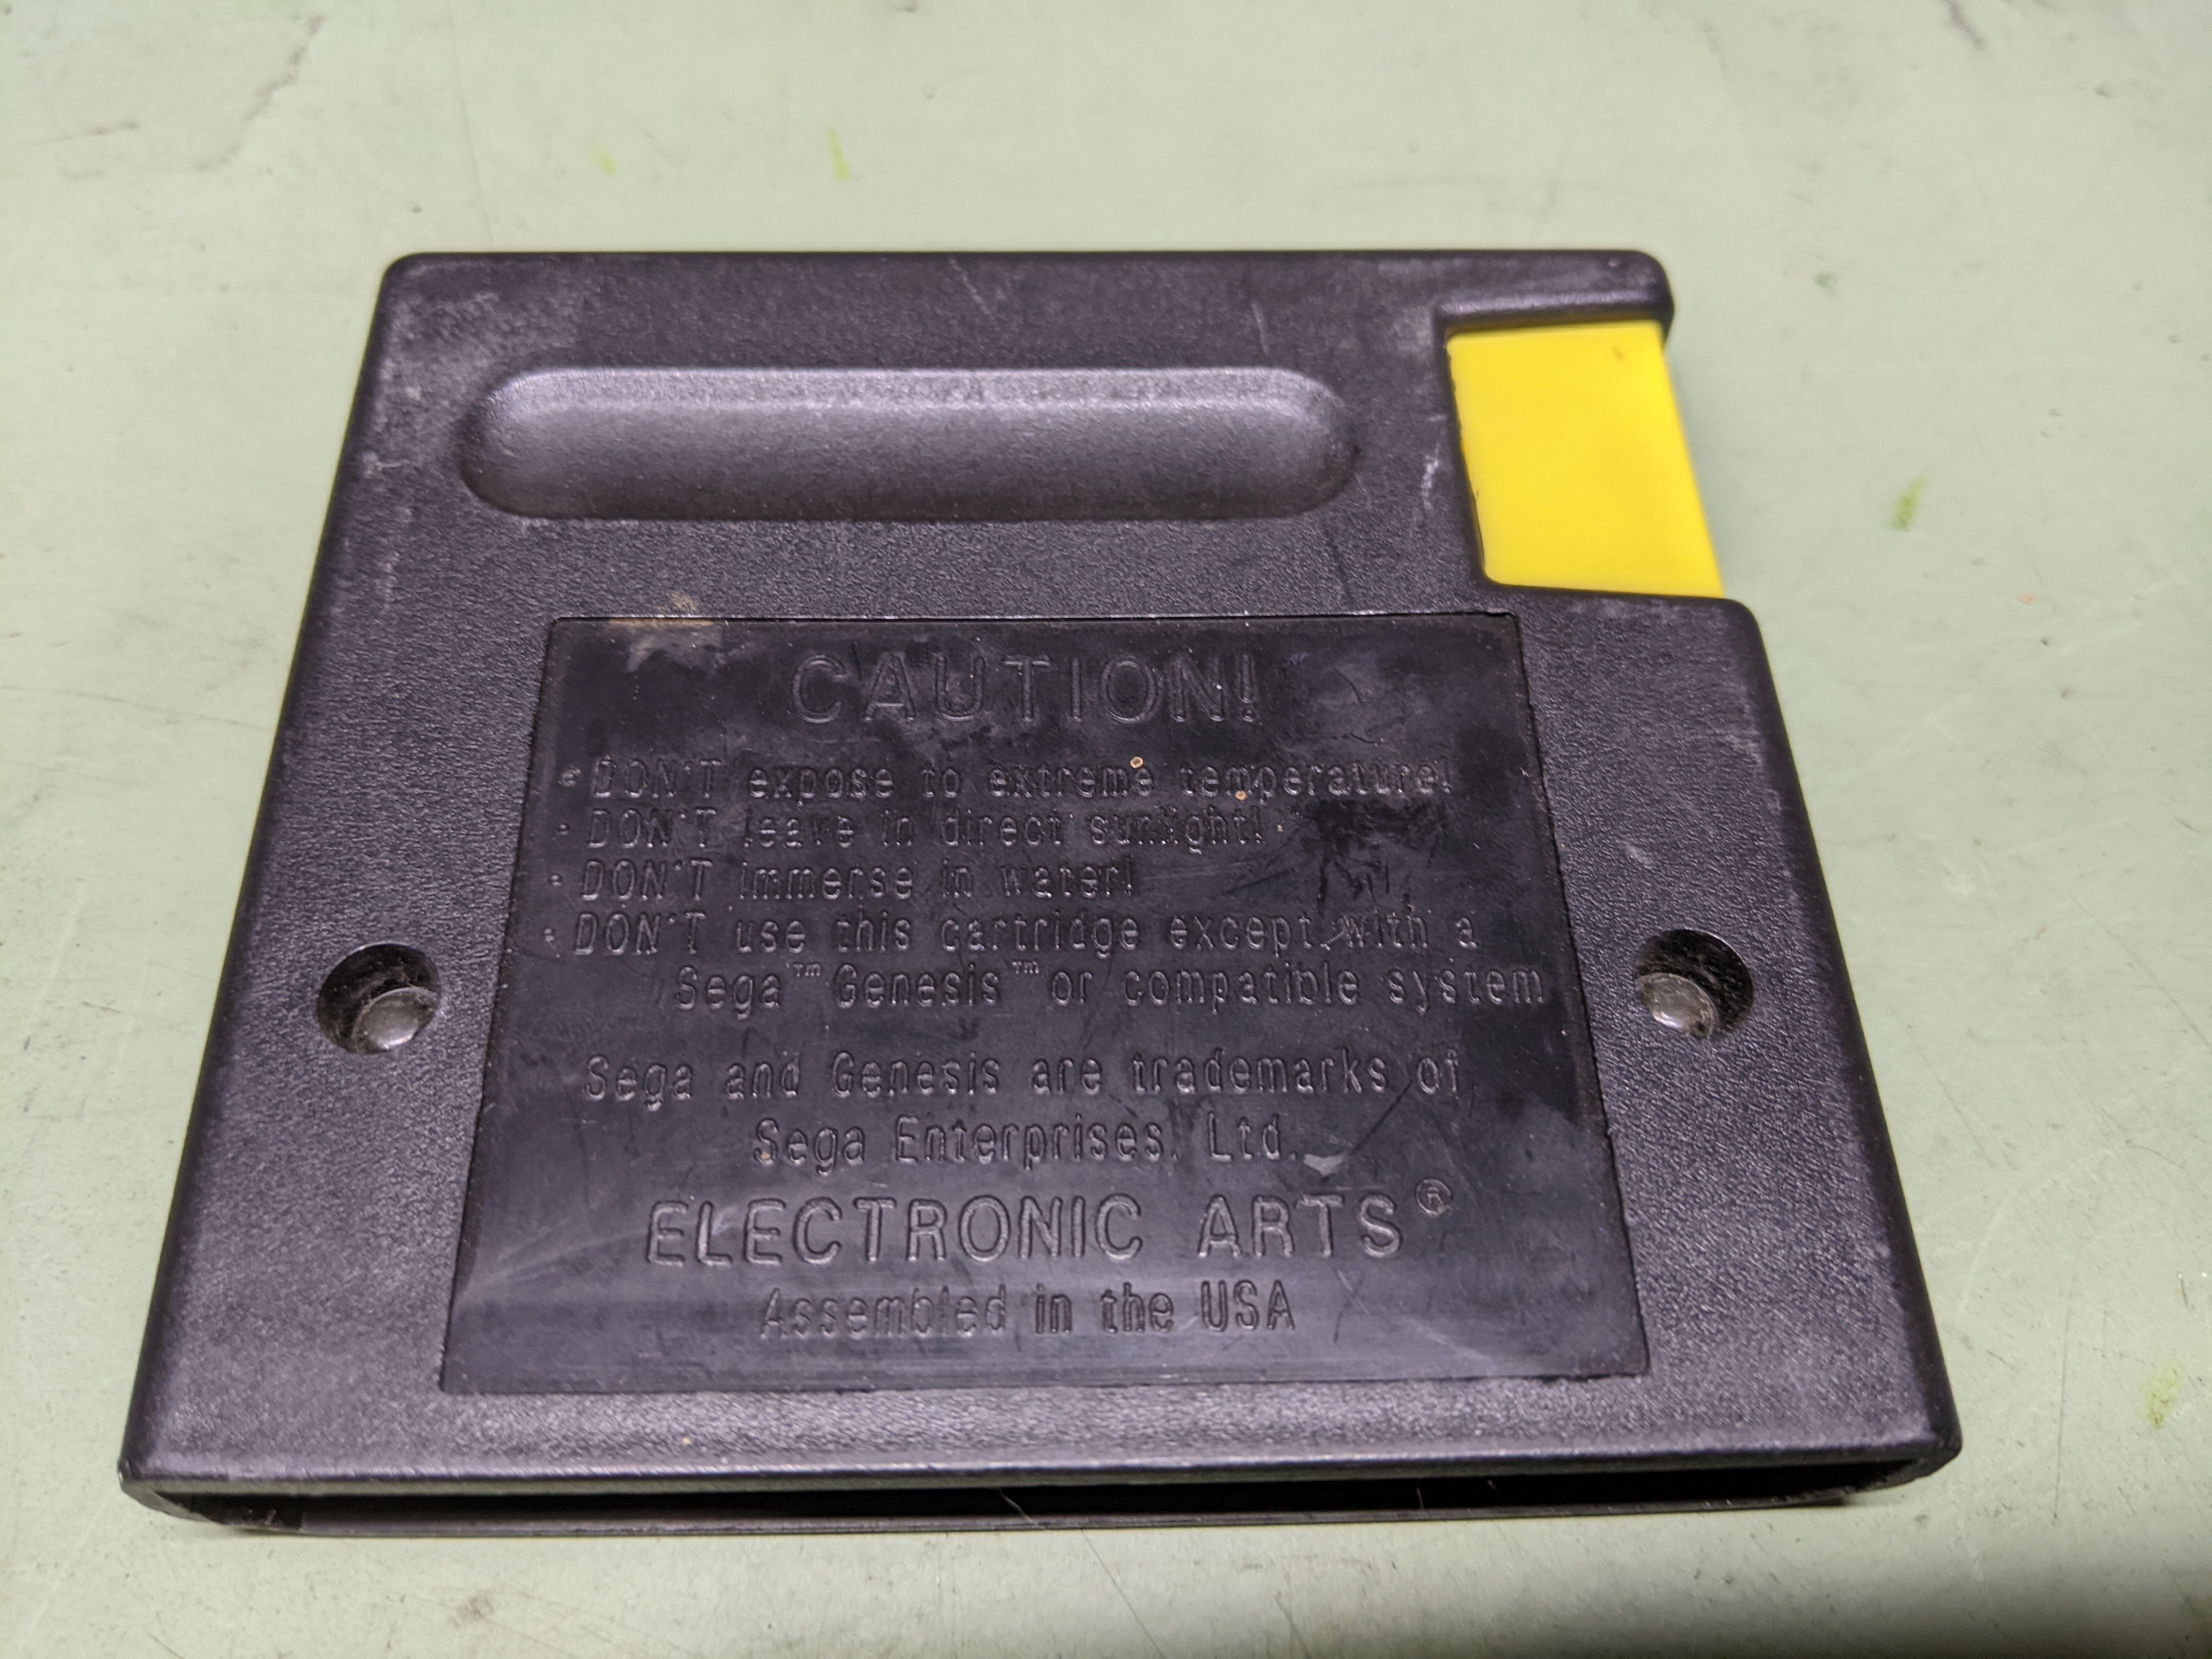 CAUTION!
· DON'T expose to extreme temperature!
· DON'T leave in direct sunlight!
· DON'T immerse in water!
· DON'T use this cartridge except with a
Sega™ Genesis™ or compatible system
Sega and Genesis are trademarks of
Sega Enterprises, Ltd.
ELECTRONIC ARTS®
Assembled in the USA